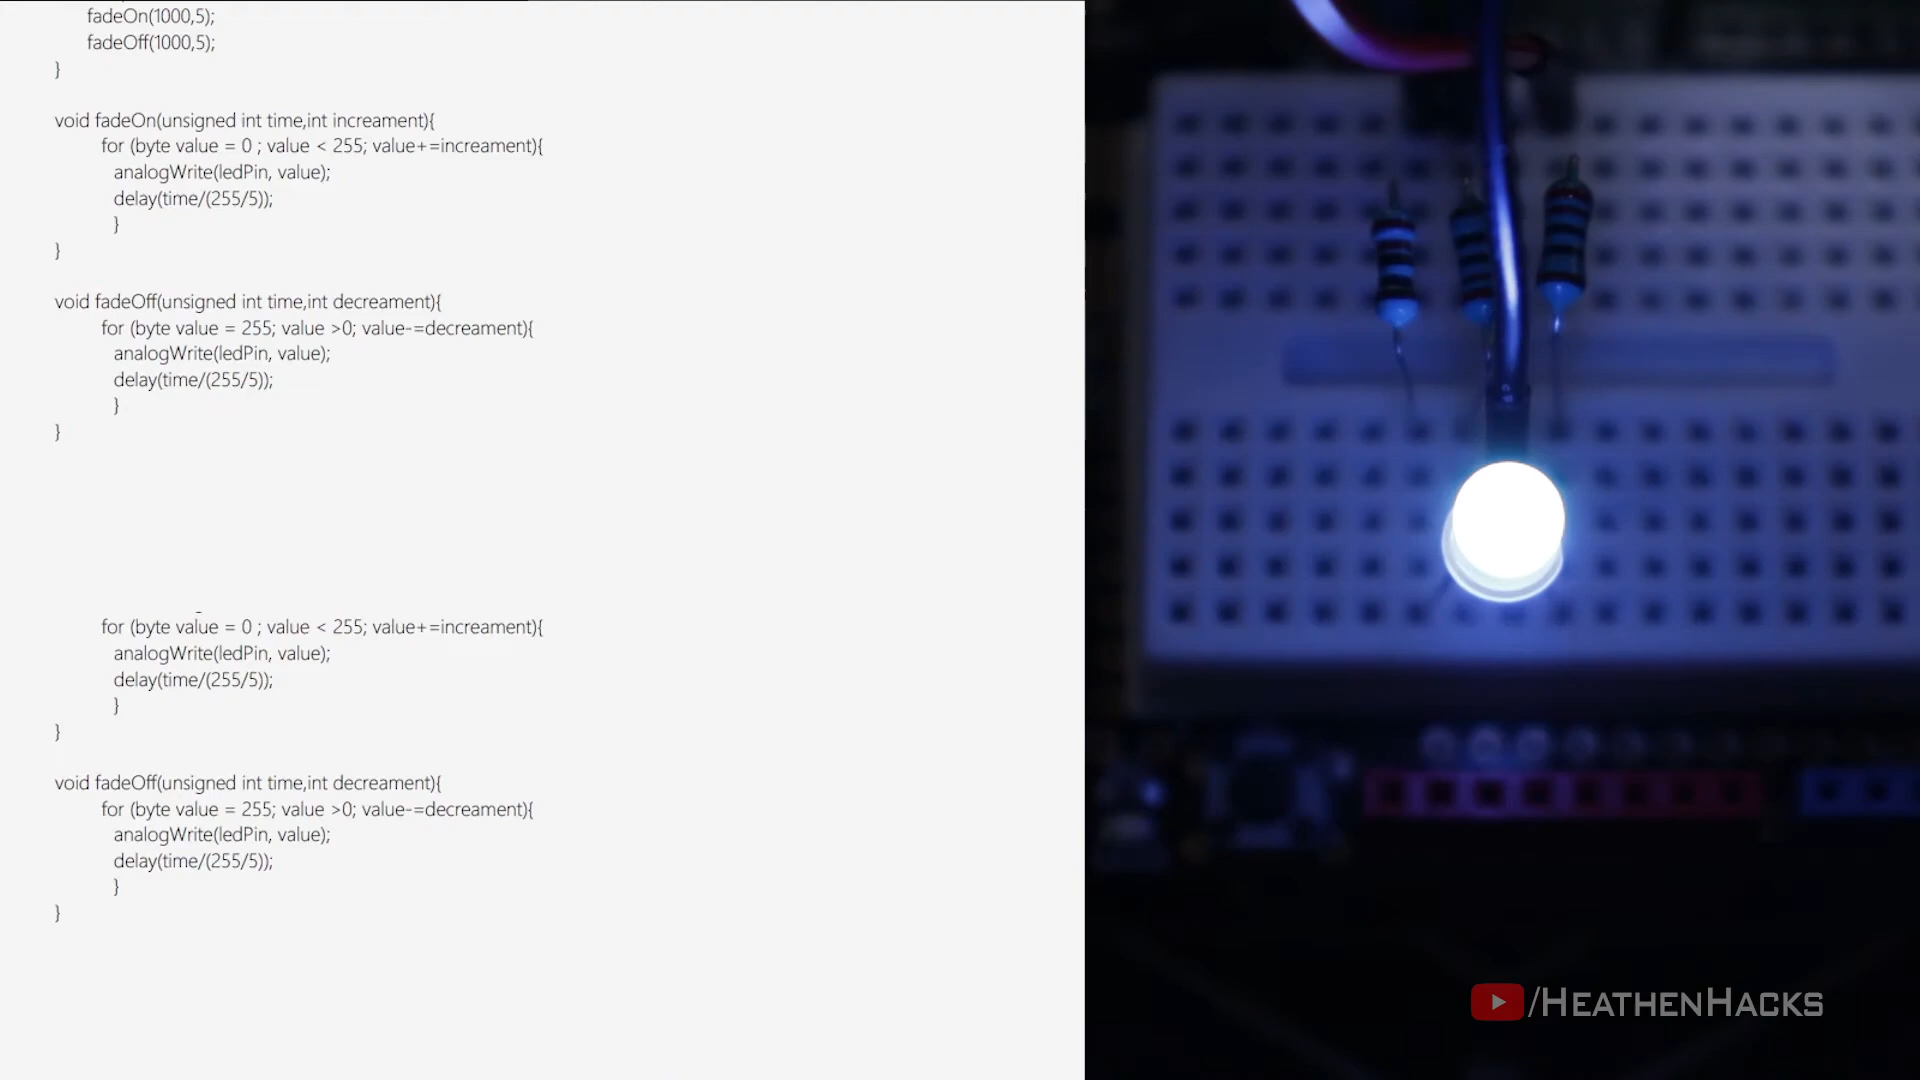 fadeOn(1000,5);
fadeOff(1000,5);
}
void fadeOn(unsigned int time,int increament){
for (byte value = 0 ; value < 255; value+=increament){
analogWrite(ledPin, value);
delay(time/(255/5));
}
}
void fadeOff(unsigned int time,int decreament){
for (byte value = 255; value >0; value-=decreament){
analogWrite(ledPin, value);
delay(time/(255/5));
}
}
for (byte value = 0 ; value < 255; value+=increament){
analogWrite(ledPin, value);
delay(time/(255/5));
}
}
void fadeOff(unsigned int time,int decreament){
for (byte value = 255; value >0; value-=decreament){
analogWrite(ledPin, value);
delay(time/(255/5));
}
}
/HEATHENHACKS